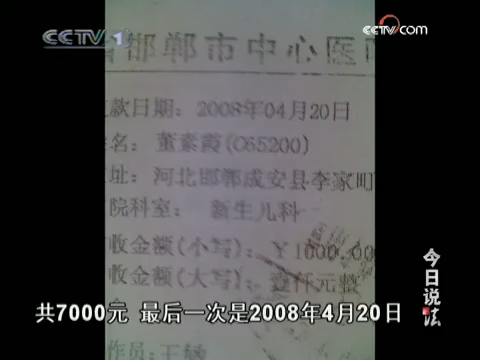 CCTV 1
CCTV.com
邯郸市中心医
款日期：2008年04月20日
名：董素霞(C65200)
址：河北邯郸成安县李家町
院科室：新生儿科
收金额(小写)：￥1000.00
收金额(大写)：壹仟元整
今日说法
共7000元 最后一次是2008年4月20日
作员：王